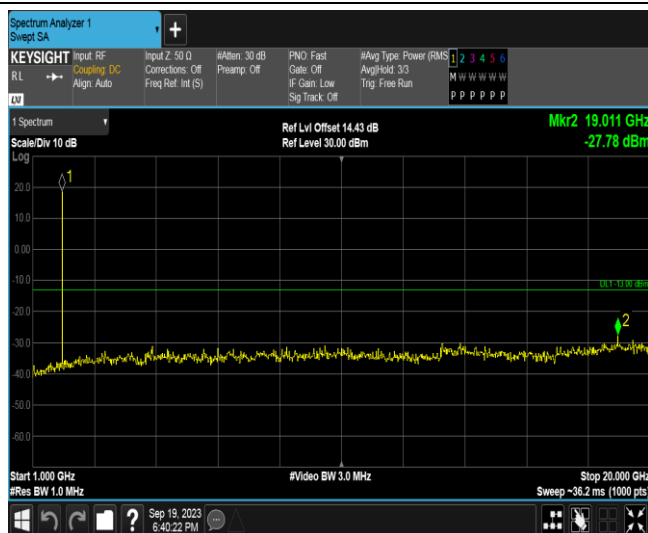 Spectrum Analyzer 1
Swept SA
+
KEYSIGHT
RL
Input: RF
Coupling: DC
Align: Auto
Input Z: 50 Ω
Corrections: Off
Freq Ref: Int (S)
#Atten: 30 dB
Preamp: Off
PNO: Fast
Gate: Off
IF Gain: Low
Sig Track: Off
#Avg Type: Power (RMS
Avg|Hold: 3/3
Trig: Free Run
1 2 3 4 5 6
M W W W W W
P P P P P P
LXI
1 Spectrum
Scale/Div 10 dB
Ref Lvl Offset 14.43 dB
Ref Level 30.00 dBm
Mkr2 19.011 GHz
-27.78 dBm
Log
1
20.0
10.0
0.00
-10.0
DL1 -13.00 dBm
2
-20.0
-30.0
-40.0
-50.0
-60.0
Start 1.000 GHz
#Video BW 3.0 MHz
Stop 20.000 GHz
#Res BW 1.0 MHz
Sweep ~36.2 ms (1000 pts)
?
Sep 19, 2023
6:40:22 PM